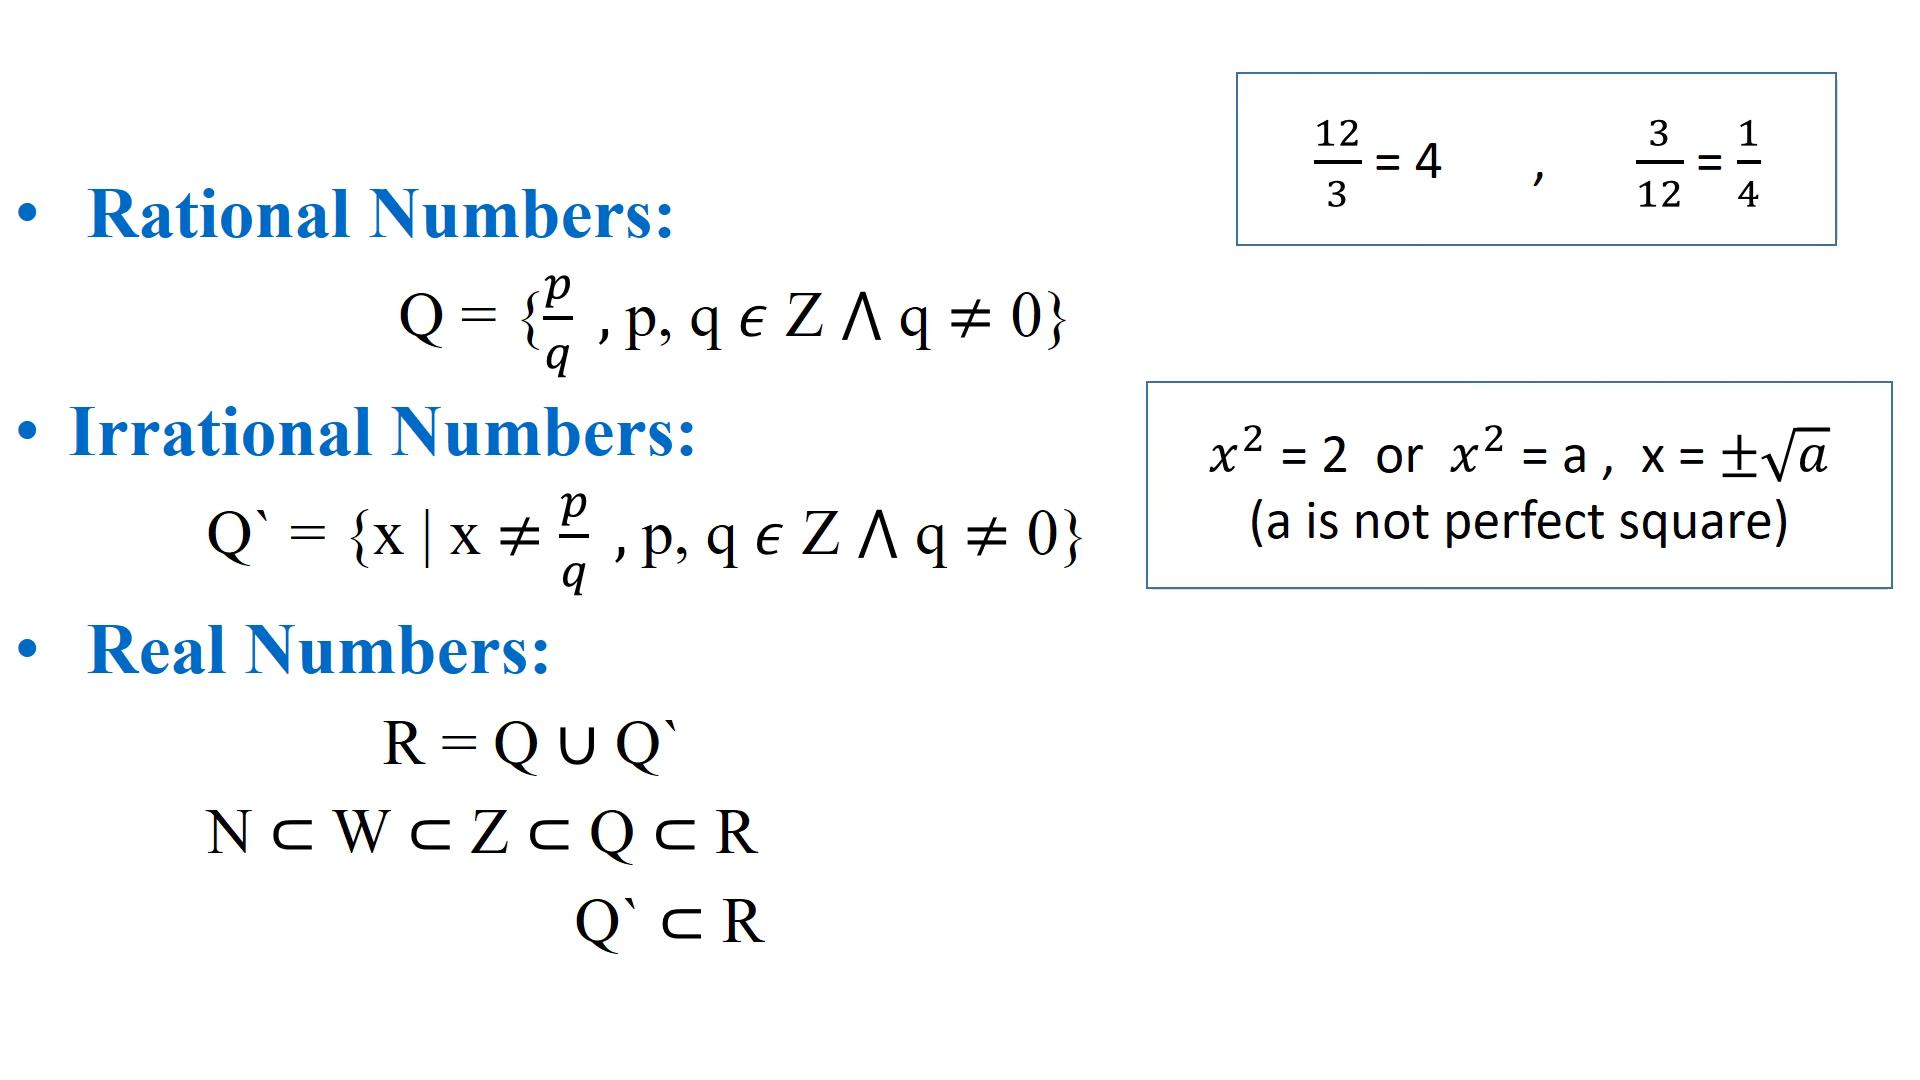 12/3 = 4 , 3/12 = 1/4
• Rational Numbers:
Q = {p/q , p, q ϵ Z ⋀ q ≠ 0}
• Irrational Numbers:
Q` = {x | x ≠ p/q , p, q ϵ Z ⋀ q ≠ 0}
x² = 2 or x² = a , x = ±√a
(a is not perfect square)
• Real Numbers:
R = Q ∪ Q`
N ⊂ W ⊂ Z ⊂ Q ⊂ R
Q` ⊂ R